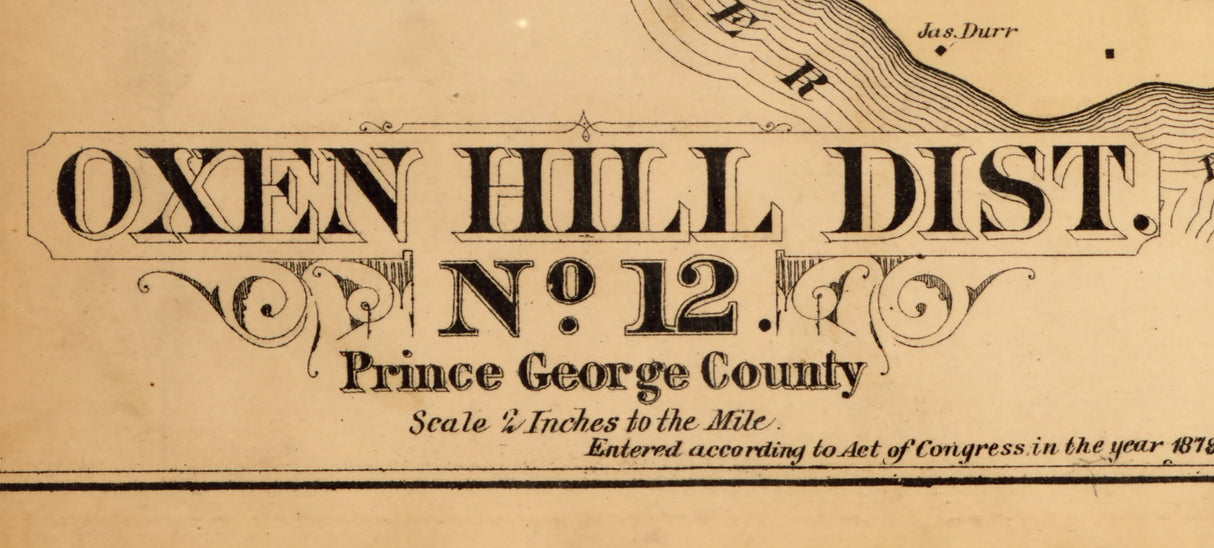 E
R
Jas. Durr
OXEN HILL DIST.
Nº 12.
Prince George County
Scale 2 Inches to the Mile.
Entered according to Act of Congress in the year 1878